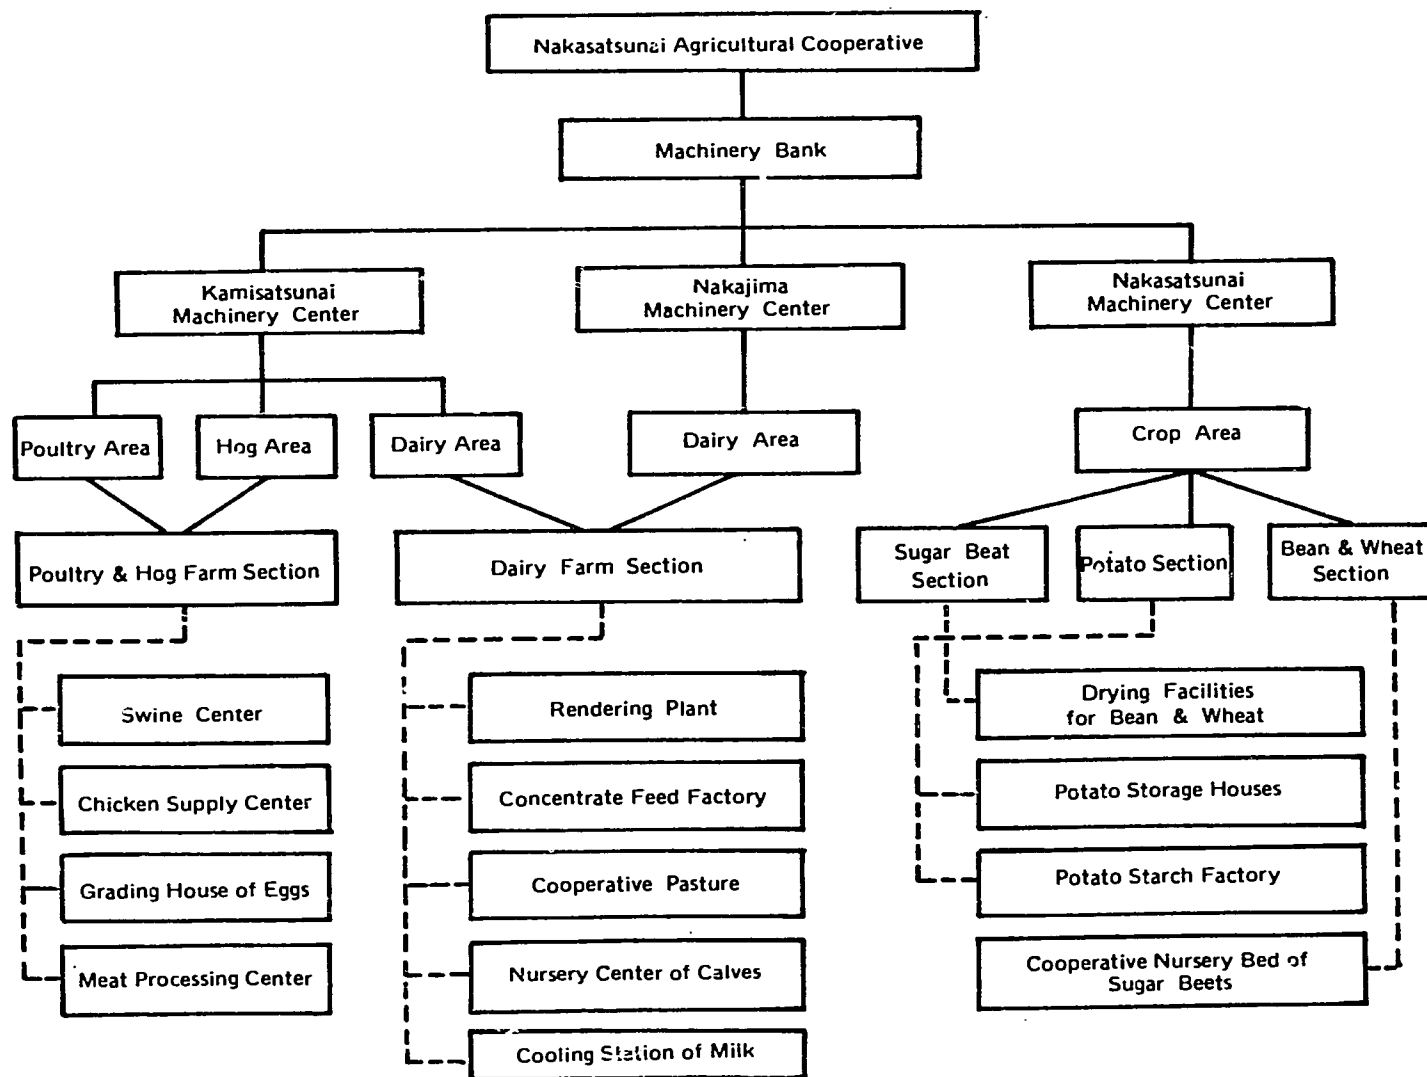 Nakasatsunai Agricultural Cooperative
Machinery Bank
Kamisatsunai
Machinery Center
Nakajima
Machinery Center
Nakasatsunai
Machinery Center
Poultry Area
Hog Area
Dairy Area
Dairy Area
Crop Area
Poultry & Hog Farm Section
Dairy Farm Section
Sugar Beat
Section
Potato Section
Bean & Wheat
Section
Swine Center
Chicken Supply Center
Grading House of Eggs
Meat Processing Center
Rendering Plant
Concentrate Feed Factory
Cooperative Pasture
Nursery Center of Calves
Cooling Station of Milk
Drying Facilities
for Bean & Wheat
Potato Storage Houses
Potato Starch Factory
Cooperative Nursery Bed of
Sugar Beets